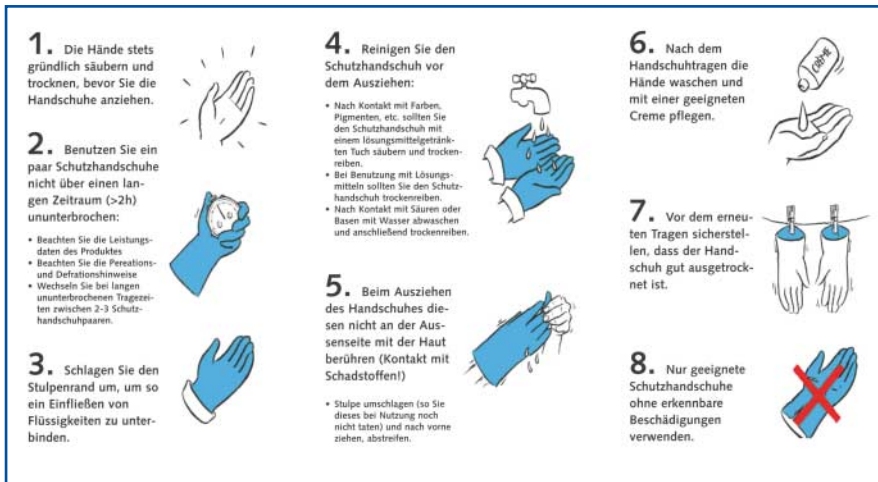 1. Die Hände stets
gründlich säubern und
trocknen, bevor Sie die
Handschuhe anziehen.
2. Benutzen Sie ein
paar Schutzhandschuhe
nicht über einen lan-
gen Zeitraum (>2h)
ununterbrochen:
• Beachten Sie die Leistungs-
daten des Produktes
• Beachten Sie die Pereations-
und Defrationshinweise
• Wechseln Sie bei langen
ununterbrochenen Tragezei-
ten zwischen 2-3 Schutz-
handschuhpaaren.
3. Schlagen Sie den
Stulpenrand um, um so
ein Einfließen von
Flüssigkeiten zu unter-
binden.
4. Reinigen Sie den
Schutzhandschuh vor
dem Ausziehen:
• Nach Kontakt mit Farben,
Pigmenten, etc. sollten Sie
den Schutzhandschuh mit
einem lösungsmittelgetränk-
ten Tuch säubern und trocken-
reiben.
• Bei Benutzung mit Lösungs-
mitteln sollten Sie den Schutz-
handschuh trockenreiben.
• Nach Kontakt mit Säuren oder
Basen mit Wasser abwaschen
und anschließend trockenreiben.
5. Beim Ausziehen
des Handschuhes die-
sen nicht an der Aus-
senseite mit der Haut
berühren (Kontakt mit
Schadstoffen!)
• Stulpe umschlagen (so Sie
dieses bei Nutzung noch
nicht taten) und nach vorne
ziehen, abstreifen.
6. Nach dem
Handschuhtragen die
Hände waschen und
mit einer geeigneten
Creme pflegen.
CREME
7. Vor dem erneu-
ten Tragen sicherstel-
len, dass der Hand-
schuh gut ausgetrock-
net ist.
8. Nur geeignete
Schutzhandschuhe
ohne erkennbare
Beschädigungen
verwenden.